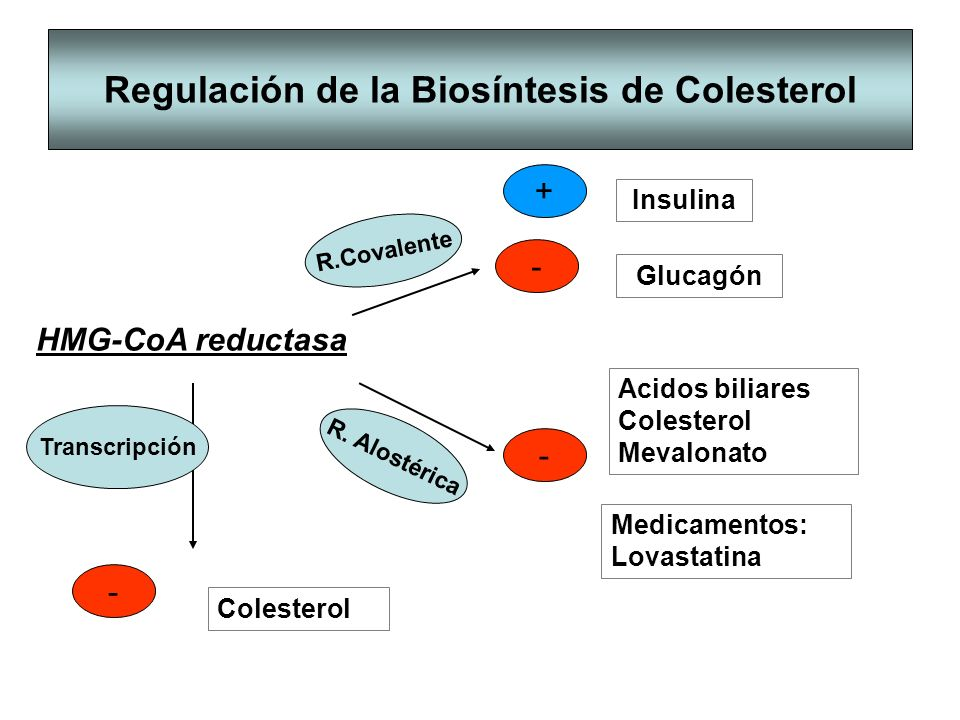 Regulación de la Biosíntesis de Colesterol
+
Insulina
R.Covalente
-
Glucagón
HMG-CoA reductasa
Acidos biliares
Colesterol
Mevalonato
Transcripción
R. Alostérica
-
Medicamentos:
Lovastatina
-
Colesterol